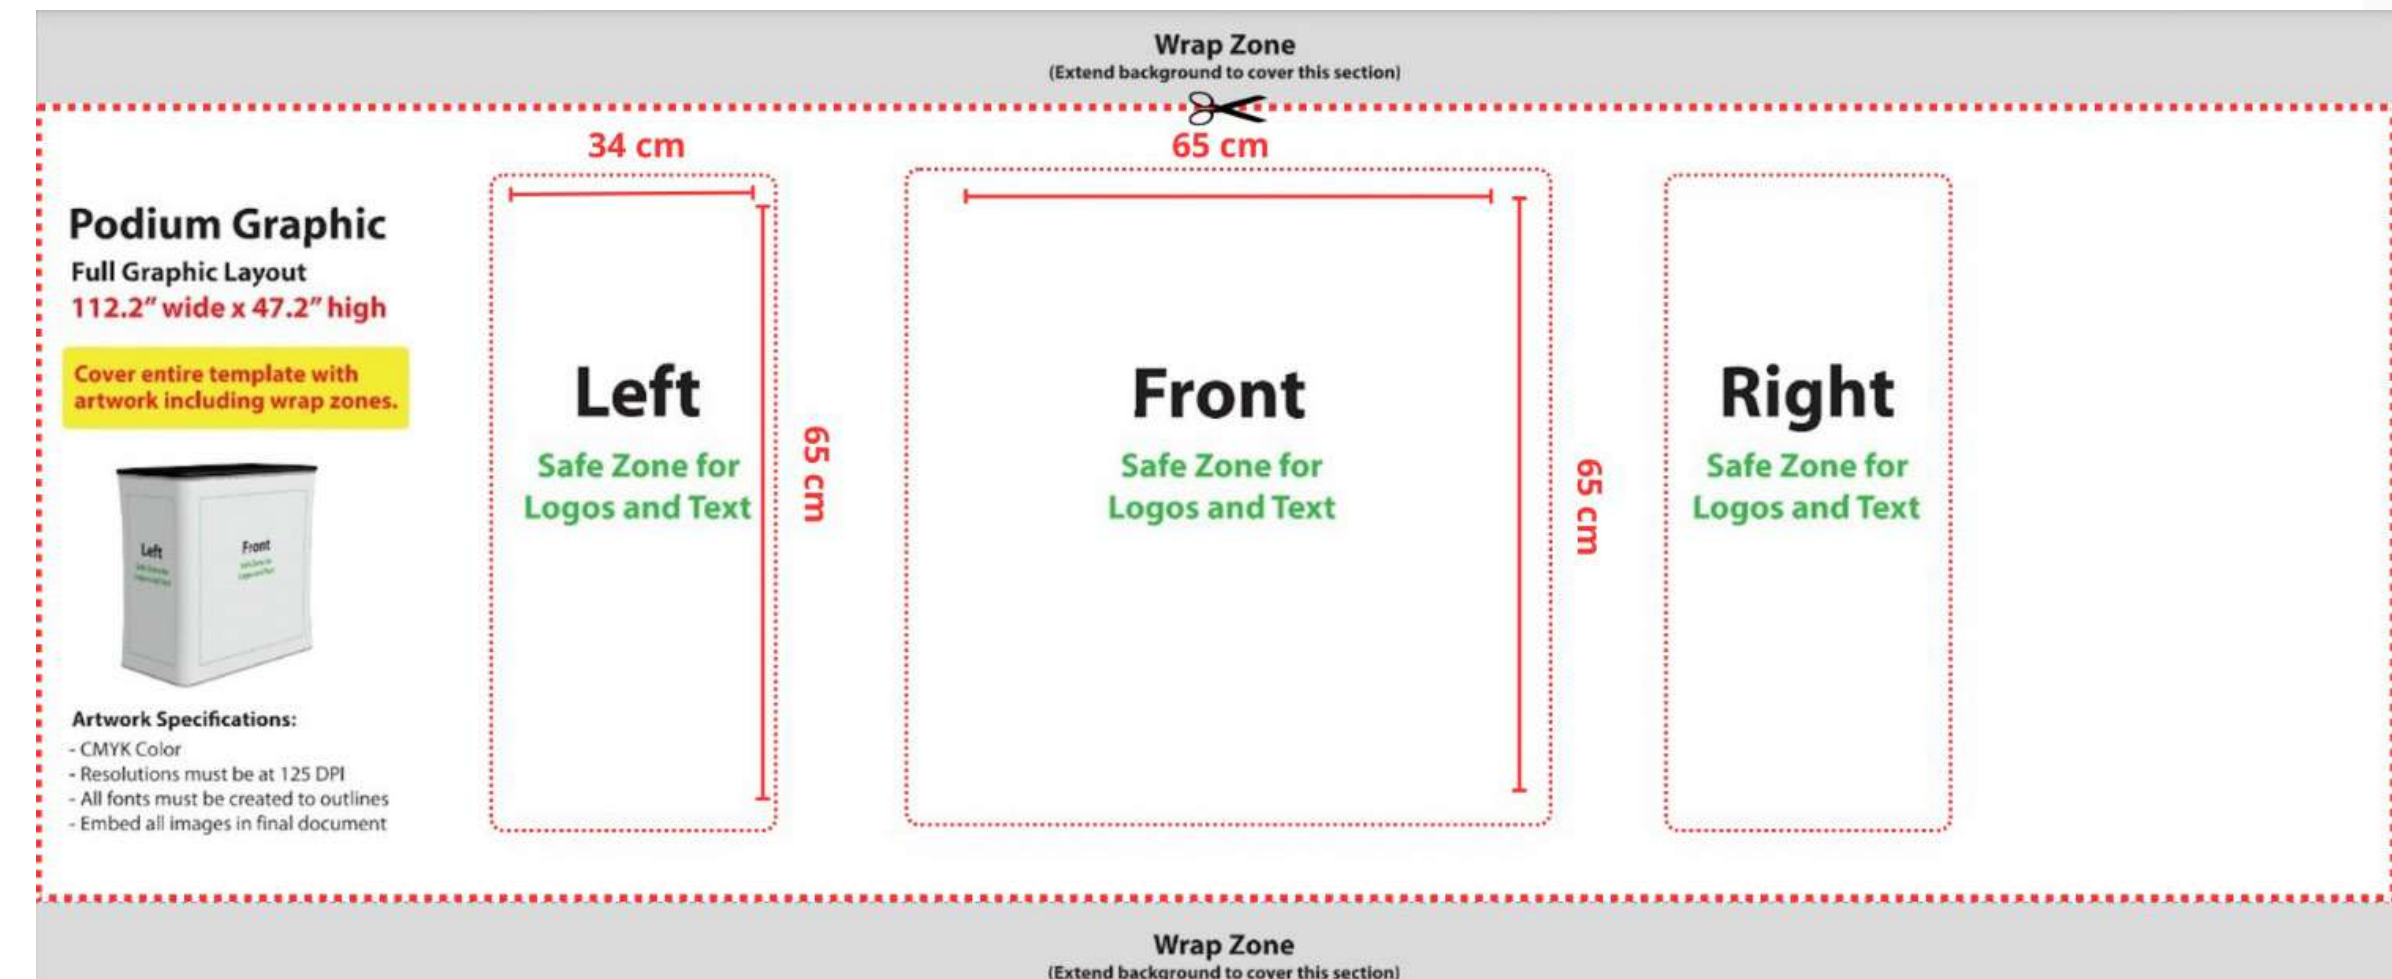 Wrap Zone
(Extend background to cover this section)
34 cm
65 cm
Podium Graphic
Full Graphic Layout
112.2” wide x 47.2” high
Cover entire template with
artwork including wrap zones.
Left
Front
Artwork Specifications:
- CMYK Color
- Resolutions must be at 125 DPI
- All fonts must be created to outlines
- Embed all images in final document
Left
Safe Zone for
Logos and Text
65 cm
Front
Safe Zone for
Logos and Text
65 cm
Right
Safe Zone for
Logos and Text
Wrap Zone
(Extend background to cover this section)